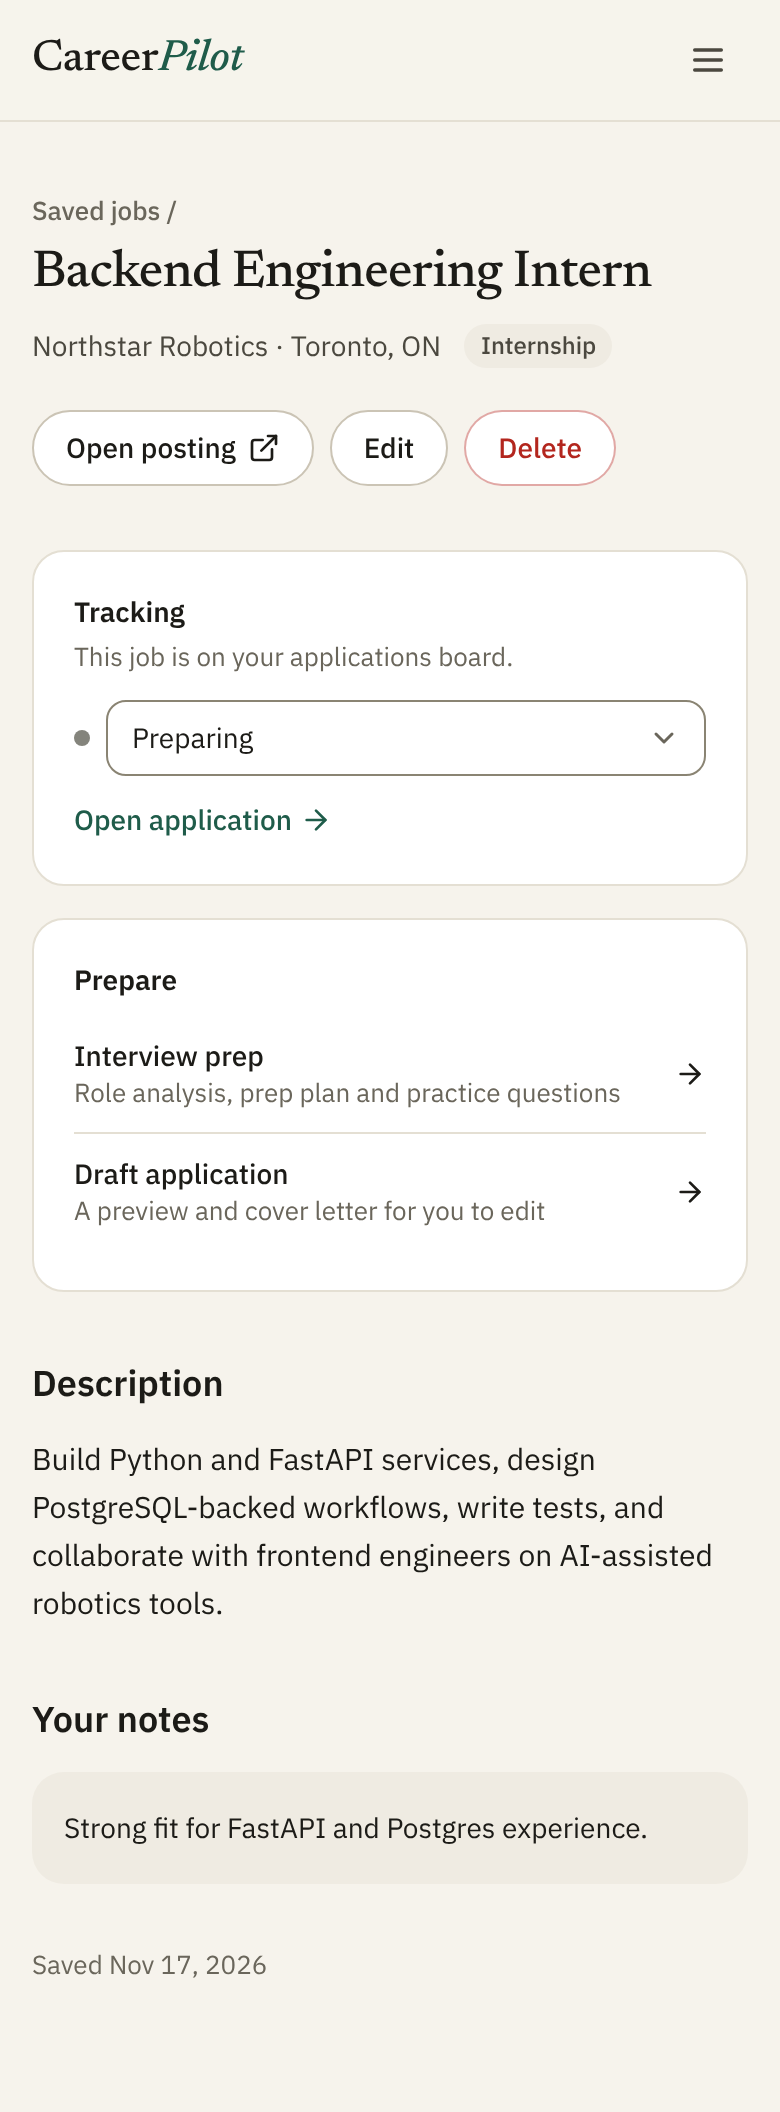 CareerPilot
Saved jobs /
Backend Engineering Intern
Northstar Robotics · Toronto, ON Internship
Open posting Edit Delete
Tracking
This job is on your applications board.
Preparing
Open application →
Prepare
Interview prep
Role analysis, prep plan and practice questions
→
Draft application
A preview and cover letter for you to edit
→
Description
Build Python and FastAPI services, design
PostgreSQL-backed workflows, write tests, and
collaborate with frontend engineers on AI-assisted
robotics tools.
Your notes
Strong fit for FastAPI and Postgres experience.
Saved Nov 17, 2026